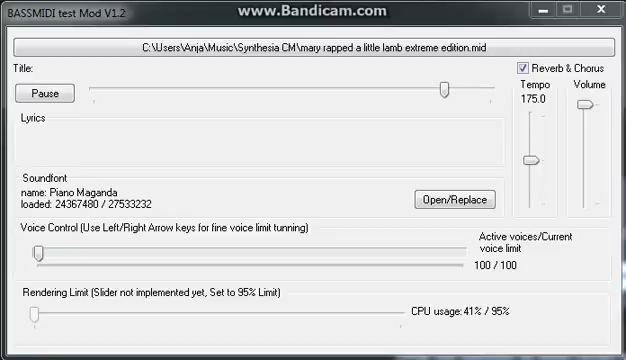 BASSMIDI test Mod V1.2
www.Bandicam.com
C:\Users\Anja\Music\Synthesia CM\mary rapped a little lamb extreme edition.mid
Title:
Reverb & Chorus
Pause
Tempo
175.0
Volume
Lyrics
Soundfont
name: Piano Maganda
loaded: 24367480 / 27533232
Open/Replace
Voice Control (Use Left/Right Arrow keys for fine voice limit tunning)
Active voices/Current
voice limit
100 / 100
Rendering Limit (Slider not implemented yet, Set to 95% Limit)
CPU usage: 41% / 95%